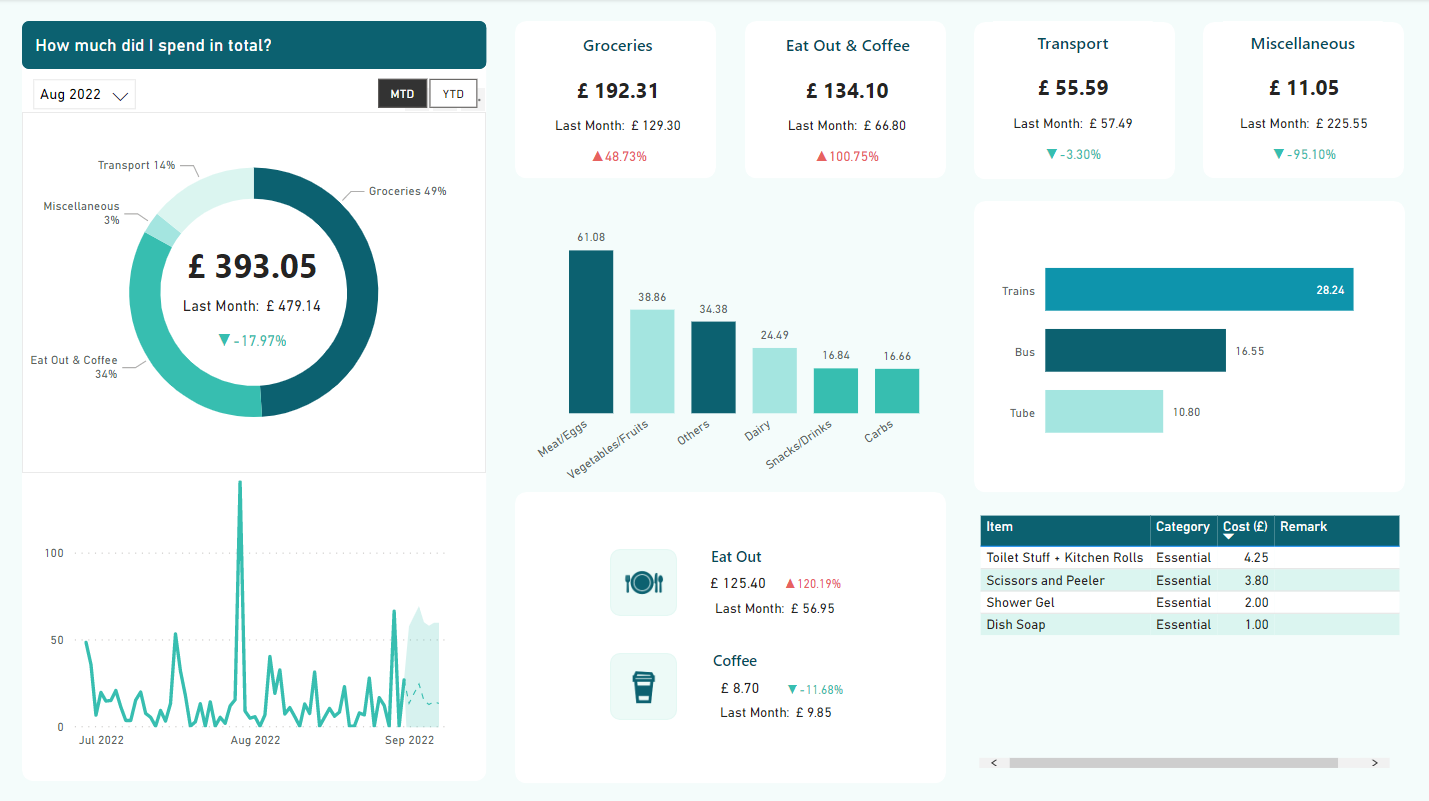 How much did I spend in total?
Aug 2022
MTD
YTD
Transport 14%
Groceries 49%
Miscellaneous
3%
£ 393.05
Last Month: £ 479.14
▼-17.97%
Eat Out & Coffee
34%
100
50
0
Jul 2022
Aug 2022
Sep 2022
Groceries
£ 192.31
Last Month: £ 129.30
▲48.73%
Eat Out & Coffee
£ 134.10
Last Month: £ 66.80
▲100.75%
Transport
£ 55.59
Last Month: £ 57.49
▼-3.30%
Miscellaneous
£ 11.05
Last Month: £ 225.55
▼-95.10%
61.08
38.86
34.38
24.49
16.84
16.66
Meat/Eggs
Vegetables/Fruits
Others
Dairy
Snacks/Drinks
Carbs
Trains
28.24
Bus
16.55
Tube
10.80
Eat Out
£ 125.40 ▲120.19%
Last Month: £ 56.95
Coffee
£ 8.70 ▼-11.68%
Last Month: £ 9.85
Item Category Cost (£) Remark
Toilet Stuff + Kitchen Rolls Essential 4.25
Scissors and Peeler Essential 3.80
Shower Gel Essential 2.00
Dish Soap Essential 1.00